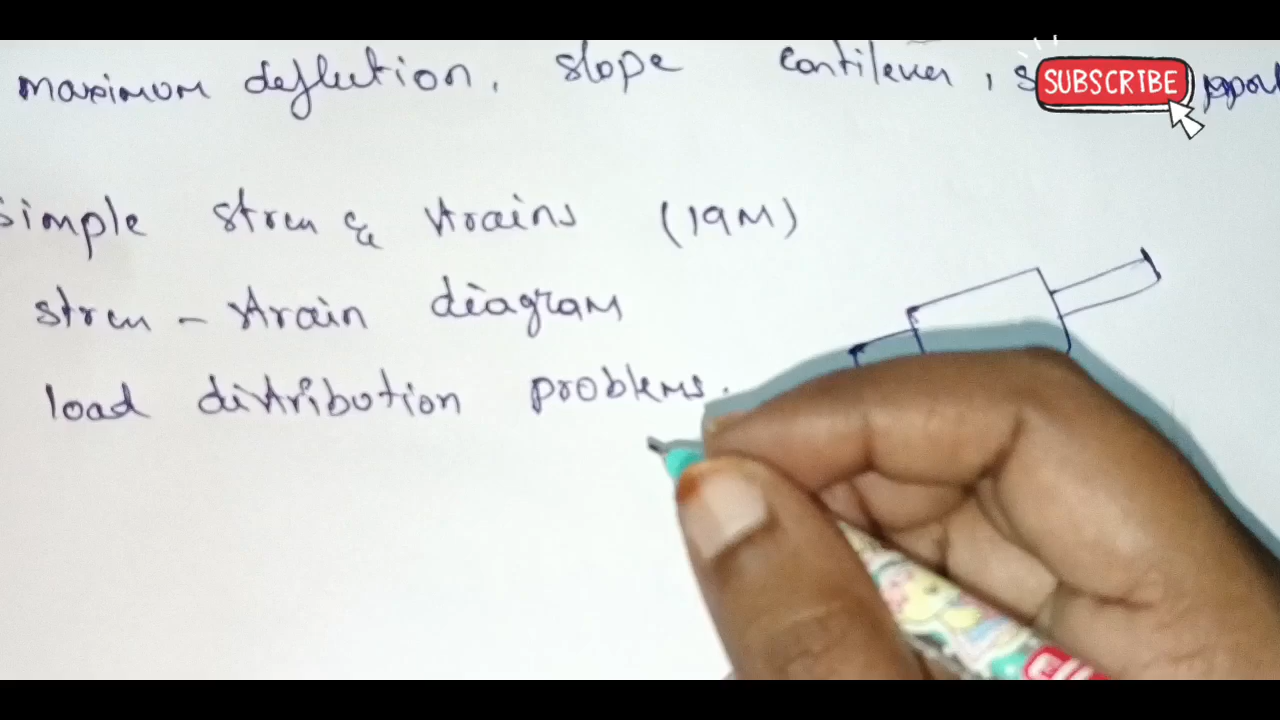 maximum deflection. slope cantilever, s
SUBSCRIBE
simple stress & strains (19M)
stress - strain diagram
load distribution problems.